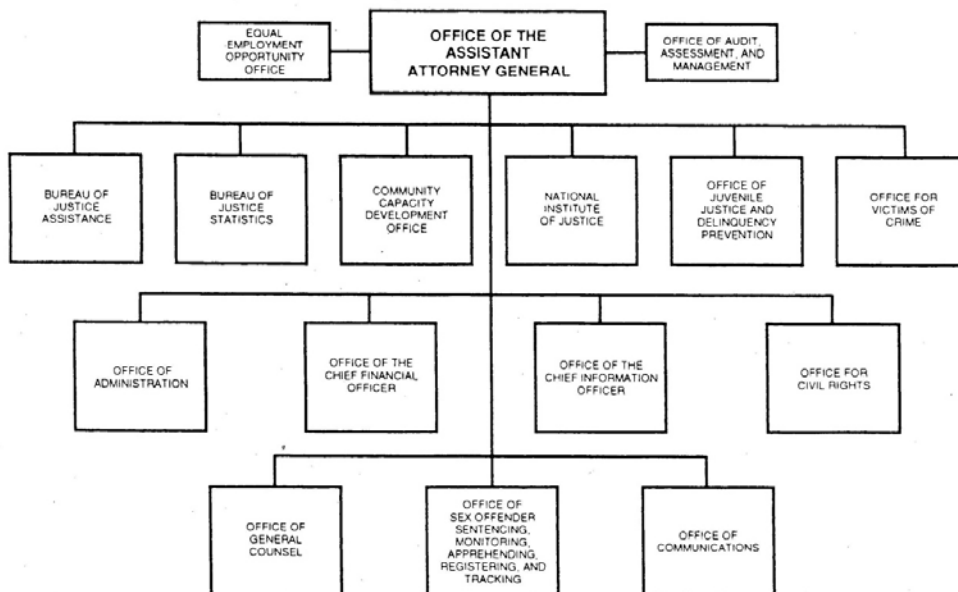 EQUAL
EMPLOYMENT
OPPORTUNITY
OFFICE
OFFICE OF THE
ASSISTANT
ATTORNEY GENERAL
OFFICE OF AUDIT,
ASSESSMENT, AND
MANAGEMENT
BUREAU OF
JUSTICE
ASSISTANCE
BUREAU OF
JUSTICE
STATISTICS
COMMUNITY
CAPACITY
DEVELOPMENT
OFFICE
NATIONAL
INSTITUTE
OF JUSTICE
OFFICE OF
JUVENILE
JUSTICE AND
DELINQUENCY
PREVENTION
OFFICE FOR
VICTIMS OF
CRIME
OFFICE OF
ADMINISTRATION
OFFICE OF THE
CHIEF FINANCIAL
OFFICER
OFFICE OF THE
CHIEF INFORMATION
OFFICER
OFFICE FOR
CIVIL RIGHTS
OFFICE OF
GENERAL
COUNSEL
OFFICE OF
SEX OFFENDER
SENTENCING,
MONITORING,
APPREHENDING,
REGISTERING, AND
TRACKING
OFFICE OF
COMMUNICATIONS